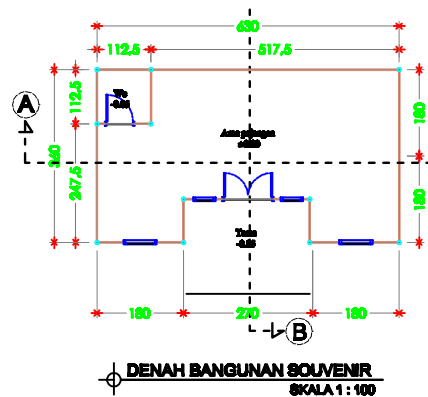 630
112.5 517.5
112.5
Wc
-0.05
180
A
360
Area pajangan
±0.00
247.5
180
Teras
-0.05
180 270 180
B
DENAH BANGUNAN SOUVENIR
SKALA 1 : 100